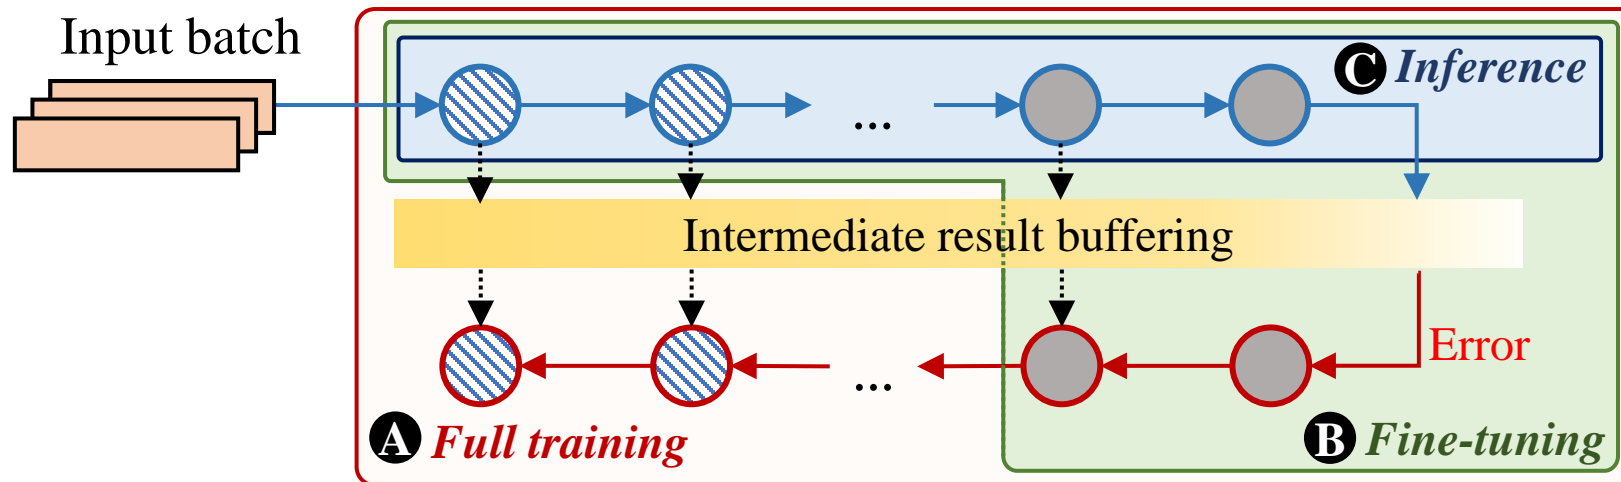 Input batch
C Inference
...
Intermediate result buffering
Error
...
A Full training
B Fine-tuning